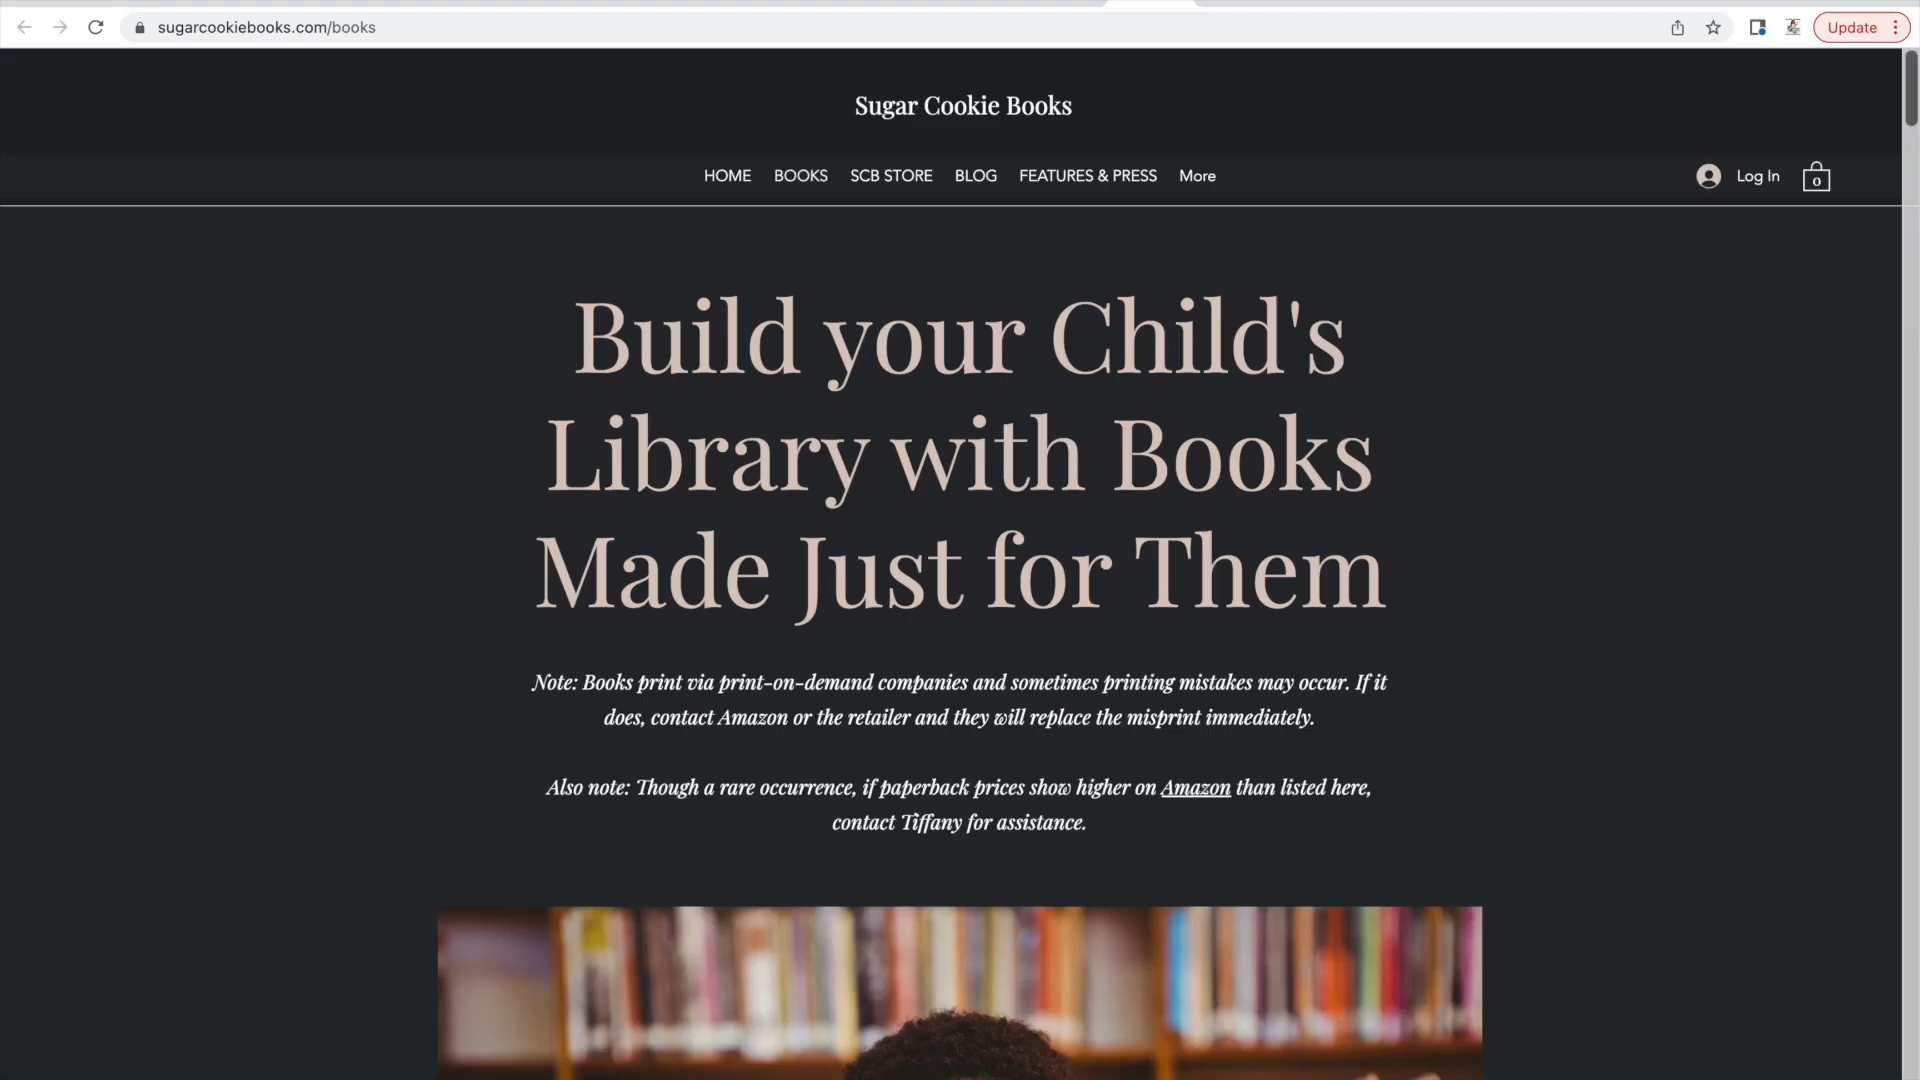 sugarcookiebooks.com/books
Update
Sugar Cookie Books
HOME BOOKS SCB STORE BLOG FEATURES & PRESS More
Log In
0
Build your Child's
Library with Books
Made Just for Them
Note: Books print via print-on-demand companies and sometimes printing mistakes may occur. If it
does, contact Amazon or the retailer and they will replace the misprint immediately.
Also note: Though a rare occurrence, if paperback prices show higher on Amazon than listed here,
contact Tiffany for assistance.